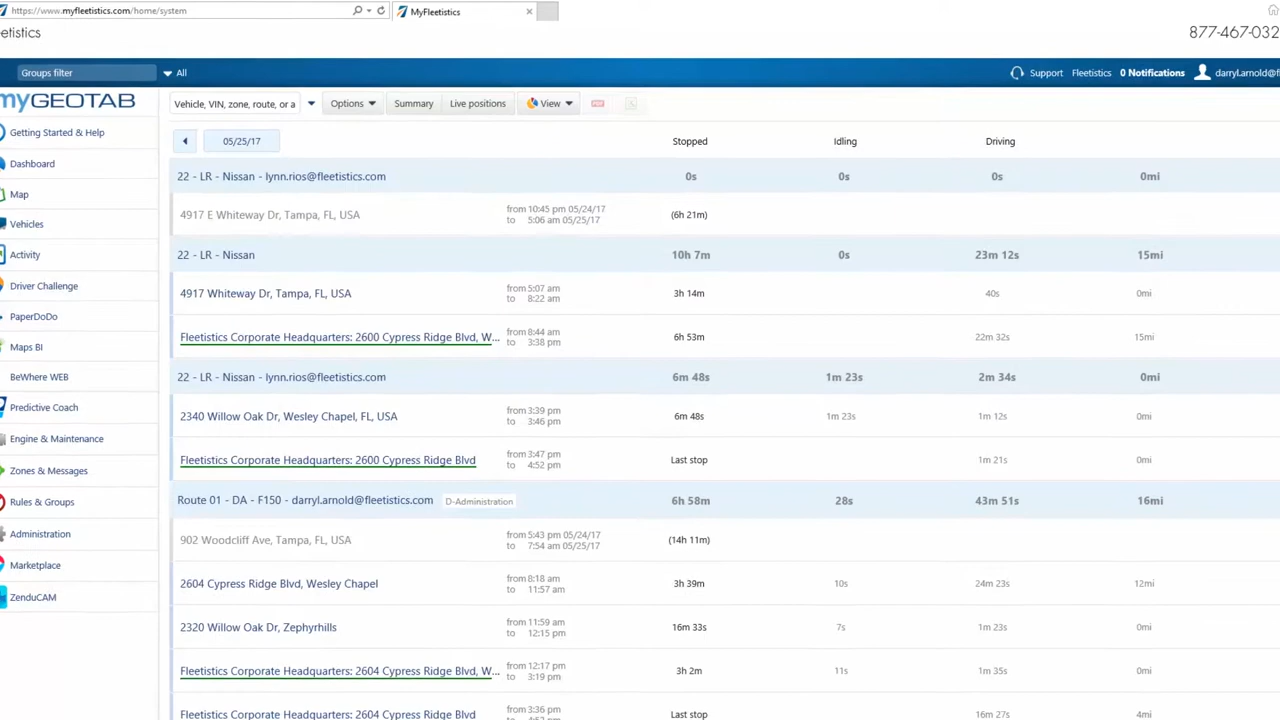 https://www.myfleetistics.com/home/system
MyFleetistics
eetistics
877-467-032
Groups filter
All
Support
Fleetistics
0 Notifications
darryl.arnold@fl
myGEOTAB
Vehicle, VIN, zone, route, or a
Options
Summary
Live positions
View
Getting Started & Help
Dashboard
Map
Vehicles
Activity
Driver Challenge
PaperDoDo
Maps BI
BeWhere WEB
Predictive Coach
Engine & Maintenance
Zones & Messages
Rules & Groups
Administration
Marketplace
ZenduCAM
05/25/17 Stopped Idling Driving
22 - LR - Nissan - lynn.rios@fleetistics.com 0s 0s 0s 0mi
4917 E Whiteway Dr, Tampa, FL, USA from 10:45 pm 05/24/17 (6h 21m)
to 5:06 am 05/25/17
22 - LR - Nissan 10h 7m 0s 23m 12s 15mi
4917 Whiteway Dr, Tampa, FL, USA from 5:07 am 3h 14m 40s 0mi
to 8:22 am
Fleetistics Corporate Headquarters: 2600 Cypress Ridge Blvd, W... from 8:44 am 6h 53m 22m 32s 15mi
to 3:38 pm
22 - LR - Nissan - lynn.rios@fleetistics.com 6m 48s 1m 23s 2m 34s 0mi
2340 Willow Oak Dr, Wesley Chapel, FL, USA from 3:39 pm 6m 48s 1m 23s 1m 12s 0mi
to 3:46 pm
Fleetistics Corporate Headquarters: 2600 Cypress Ridge Blvd from 3:47 pm Last stop 1m 21s 0mi
to 4:52 pm
Route 01 - DA - F150 - darryl.arnold@fleetistics.com D-Administration 6h 58m 28s 43m 51s 16mi
902 Woodcliff Ave, Tampa, FL, USA from 5:43 pm 05/24/17 (14h 11m)
to 7:54 am 05/25/17
2604 Cypress Ridge Blvd, Wesley Chapel from 8:18 am 3h 39m 10s 24m 23s 12mi
to 11:57 am
2320 Willow Oak Dr, Zephyrhills from 11:59 am 16m 33s 7s 1m 23s 0mi
to 12:15 pm
Fleetistics Corporate Headquarters: 2604 Cypress Ridge Blvd, W... from 12:17 pm 3h 2m 11s 1m 35s 0mi
to 3:19 pm
Fleetistics Corporate Headquarters: 2604 Cypress Ridge Blvd from 3:36 pm Last stop 16m 27s 4mi